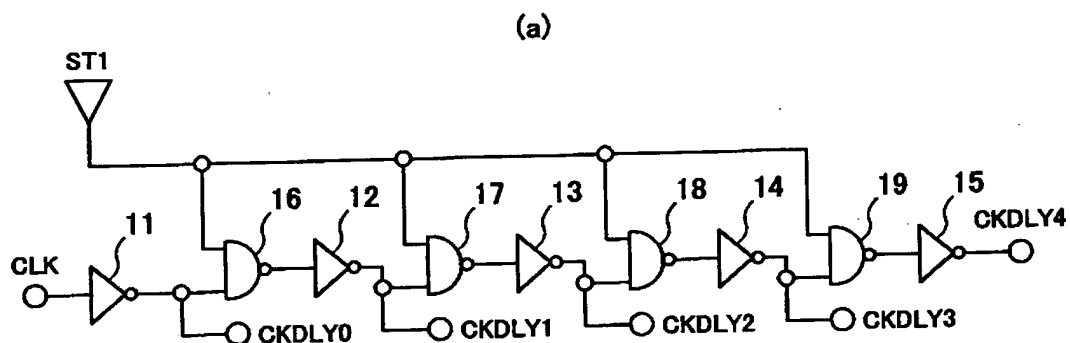 (a)
ST1
11
16
12
17
13
18
14
19
15
CKDLY4
CLK
CKDLY0
CKDLY1
CKDLY2
CKDLY3